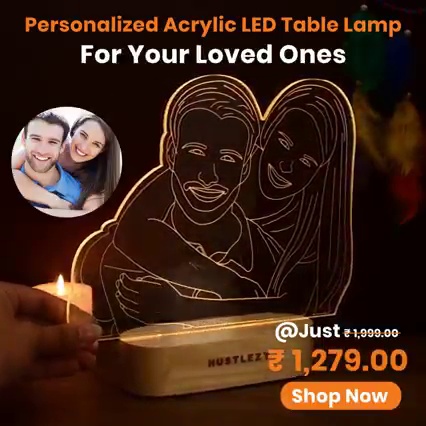 Personalized Acrylic LED Table Lamp
For Your Loved Ones
@Just ₹ 1,999.00
₹ 1,279.00
Shop Now